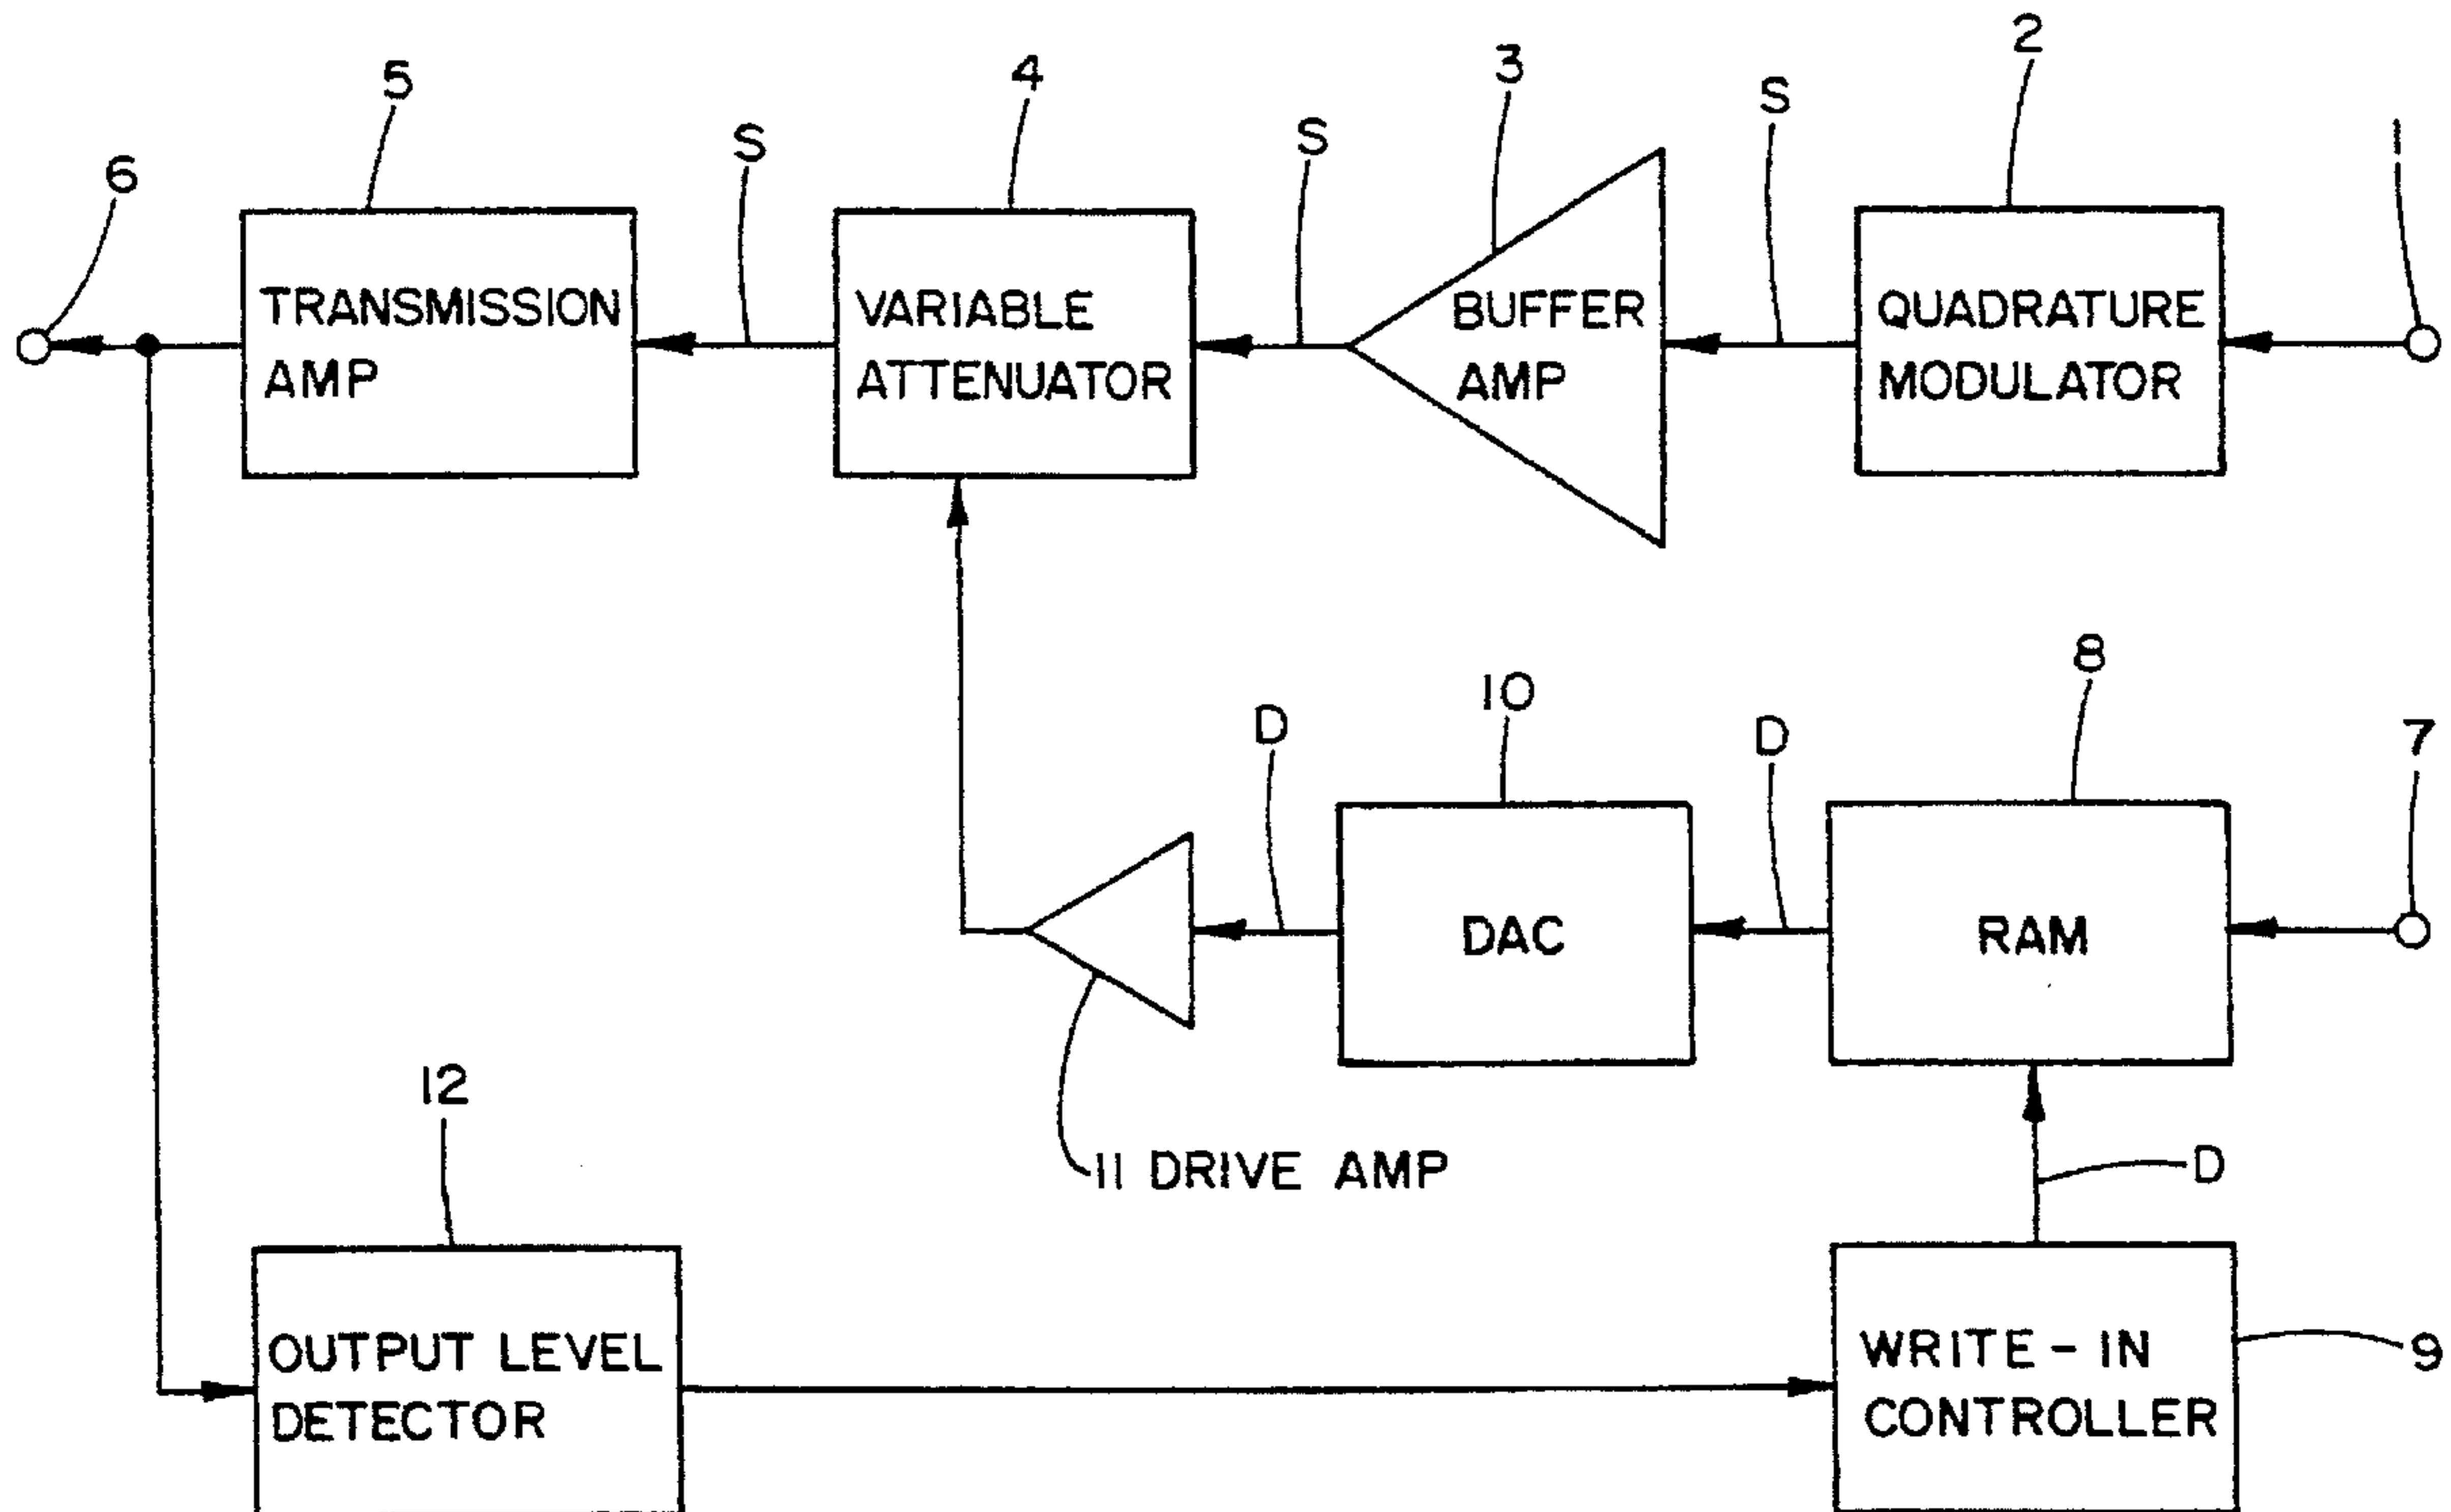 2
3
4
5
1
S
S
S
6
TRANSMISSION
AMP
VARIABLE
ATTENUATOR
BUFFER
AMP
QUADRATURE
MODULATOR
8
10
7
D
D
DAC
RAM
12
11 DRIVE AMP
D
OUTPUT LEVEL
DETECTOR
WRITE-IN
CONTROLLER
9